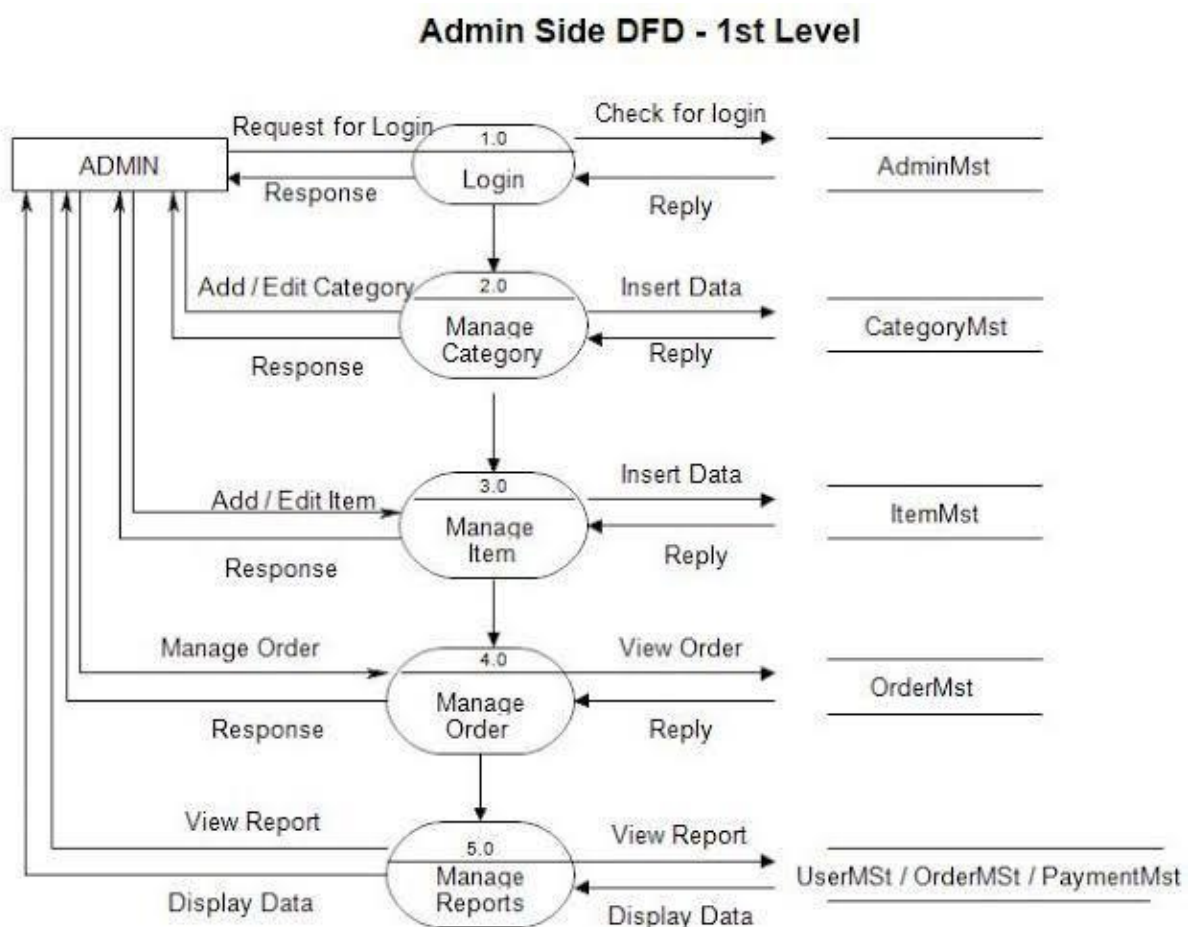 Admin Side DFD - 1st Level
Request for Login
Check for login
ADMIN
1.0
Login
AdminMst
Response
Reply
Add / Edit Category
2.0
Insert Data
Manage
Category
CategoryMst
Response
Reply
Add / Edit Item
3.0
Insert Data
Manage
Item
ItemMst
Response
Reply
Manage Order
4.0
View Order
Manage
Order
OrderMst
Response
Reply
View Report
5.0
View Report
Manage
Reports
UserMSt / OrderMSt / PaymentMst
Display Data
Display Data